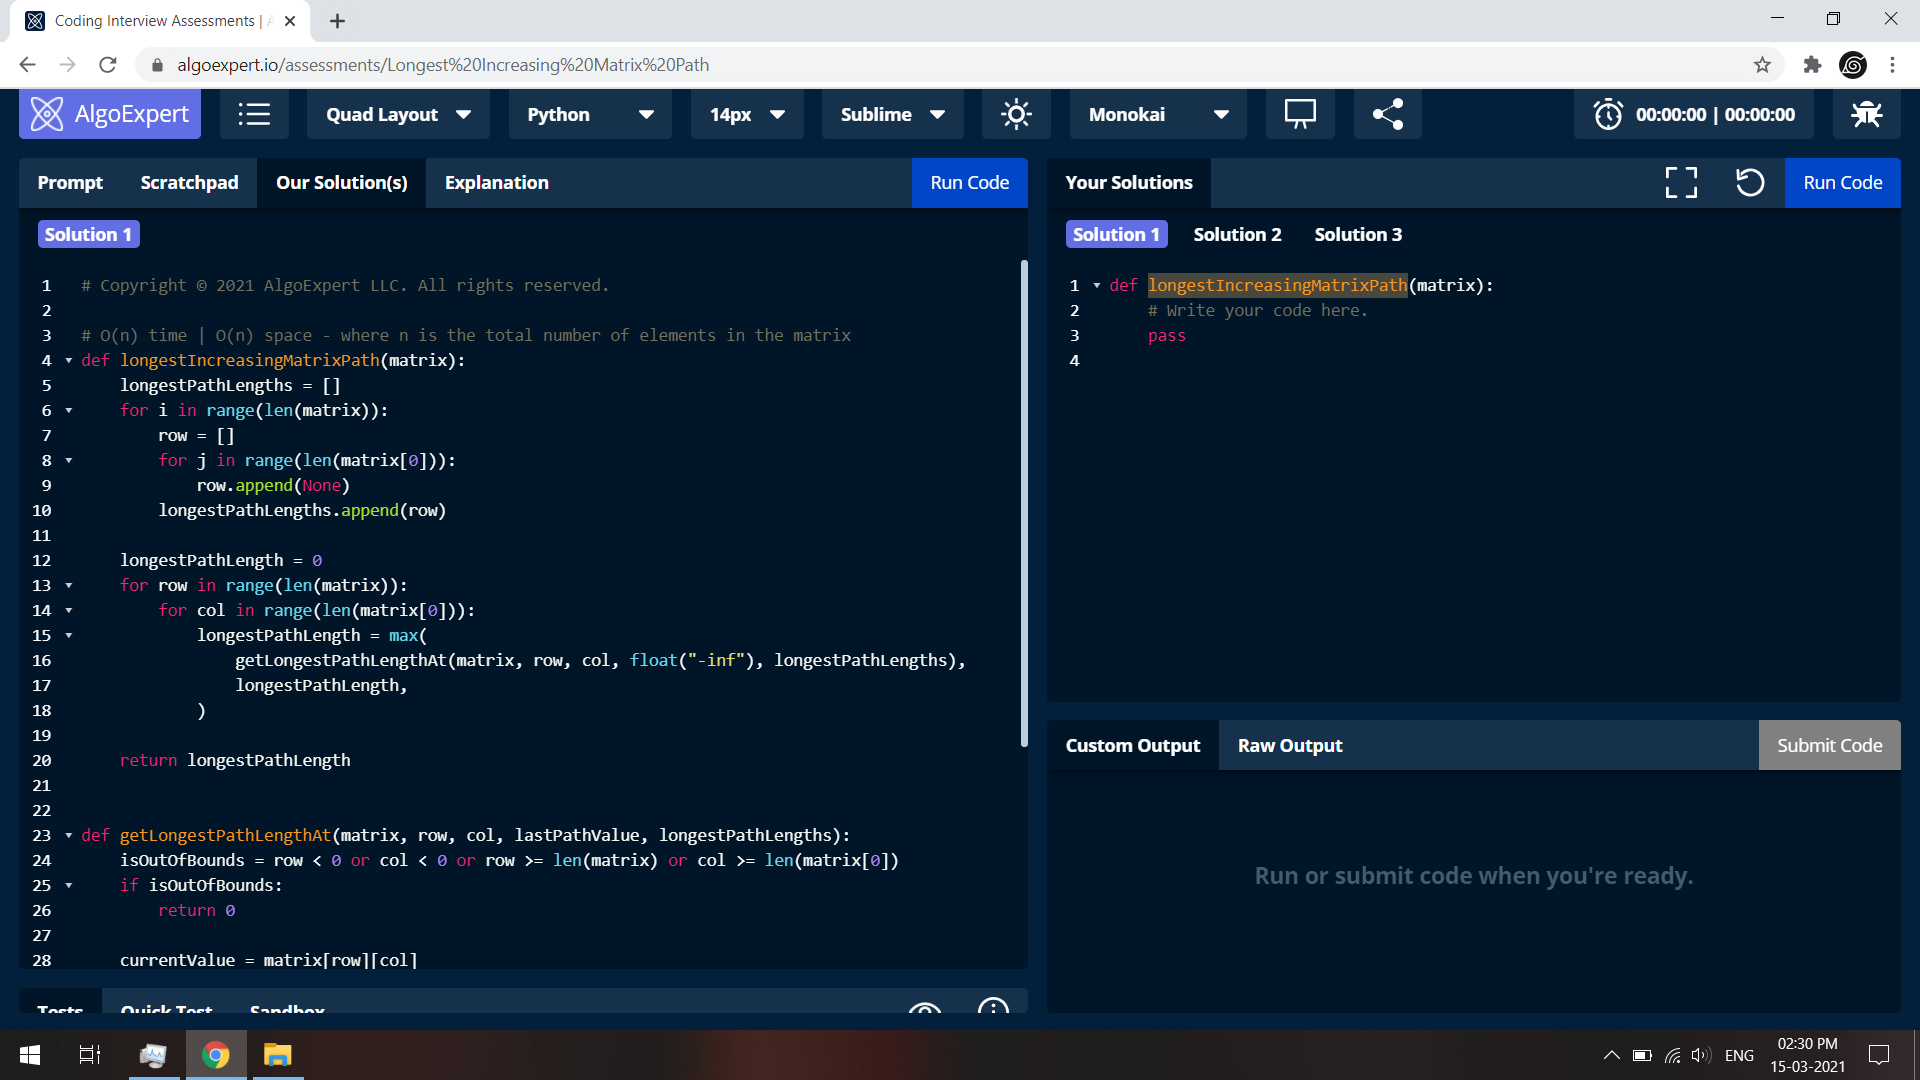 Coding Interview Assessments |
algoexpert.io/assessments/Longest%20Increasing%20Matrix%20Path
AlgoExpert
Quad Layout
Python
14px
Sublime
Monokai
00:00:00 | 00:00:00
Prompt
Scratchpad
Our Solution(s)
Explanation
Run Code
Solution 1
1 # Copyright © 2021 AlgoExpert LLC. All rights reserved.
2
3 # O(n) time | O(n) space - where n is the total number of elements in the matrix
4 def longestIncreasingMatrixPath(matrix):
5     longestPathLengths = []
6     for i in range(len(matrix)):
7         row = []
8         for j in range(len(matrix[0])):
9             row.append(None)
10         longestPathLengths.append(row)
11
12     longestPathLength = 0
13     for row in range(len(matrix)):
14         for col in range(len(matrix[0])):
15             longestPathLength = max(
16                 getLongestPathLengthAt(matrix, row, col, float("-inf"), longestPathLengths),
17                 longestPathLength,
18             )
19
20     return longestPathLength
21
22
23 def getLongestPathLengthAt(matrix, row, col, lastPathValue, longestPathLengths):
24     isOutOfBounds = row < 0 or col < 0 or row >= len(matrix) or col >= len(matrix[0])
25     if isOutOfBounds:
26         return 0
27
28     currentValue = matrix[row][col]
Tests
Quick Test
Sandbox
Your Solutions
Run Code
Solution 1
Solution 2
Solution 3
1 def longestIncreasingMatrixPath(matrix):
2     # Write your code here.
3     pass
4
Custom Output
Raw Output
Submit Code
Run or submit code when you're ready.
ENG
02:30 PM
15-03-2021